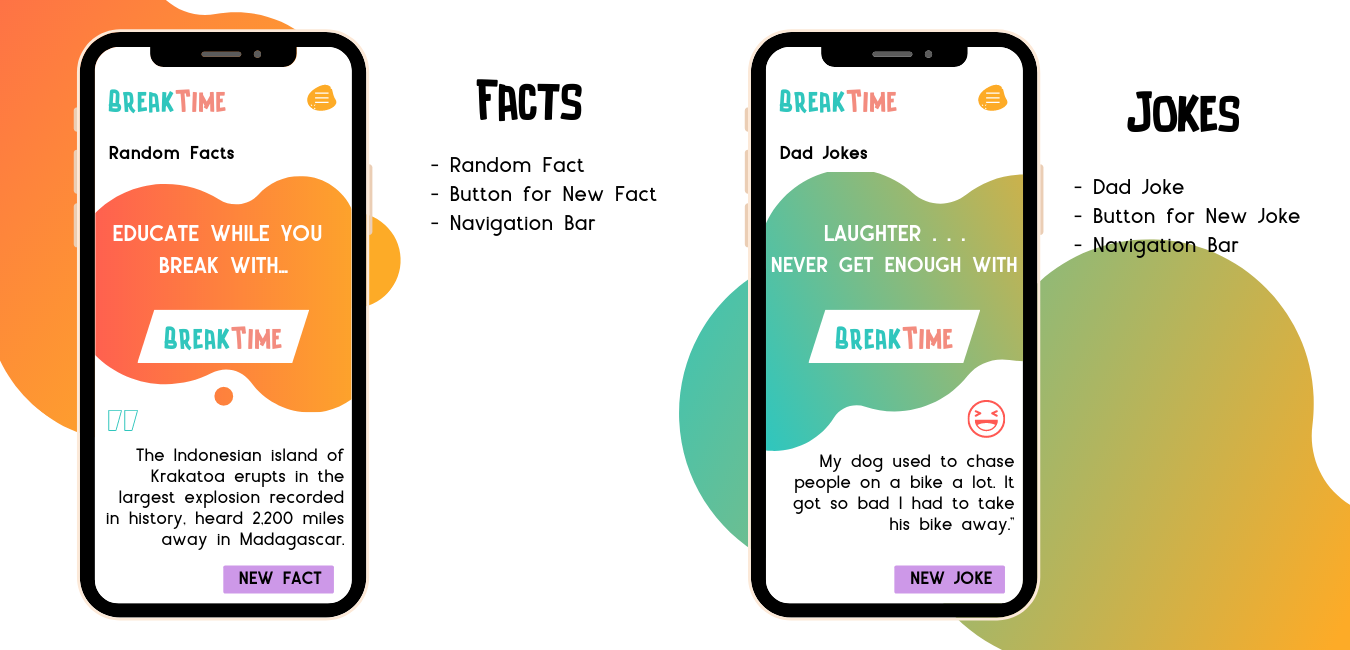 BREAKTIME
Random Facts
EDUCATE WHILE YOU
BREAK WITH...
BREAKTIME
The Indonesian island of
Krakatoa erupts in the
largest explosion recorded
in history, heard 2,200 miles
away in Madagascar.
NEW FACT
FACTS
- Random Fact
- Button for New Fact
- Navigation Bar
BREAKTIME
Dad Jokes
LAUGHTER . . .
NEVER GET ENOUGH WITH
BREAKTIME
My dog used to chase
people on a bike a lot. It
got so bad I had to take
his bike away."
NEW JOKE
JOKES
- Dad Joke
- Button for New Joke
- Navigation Bar